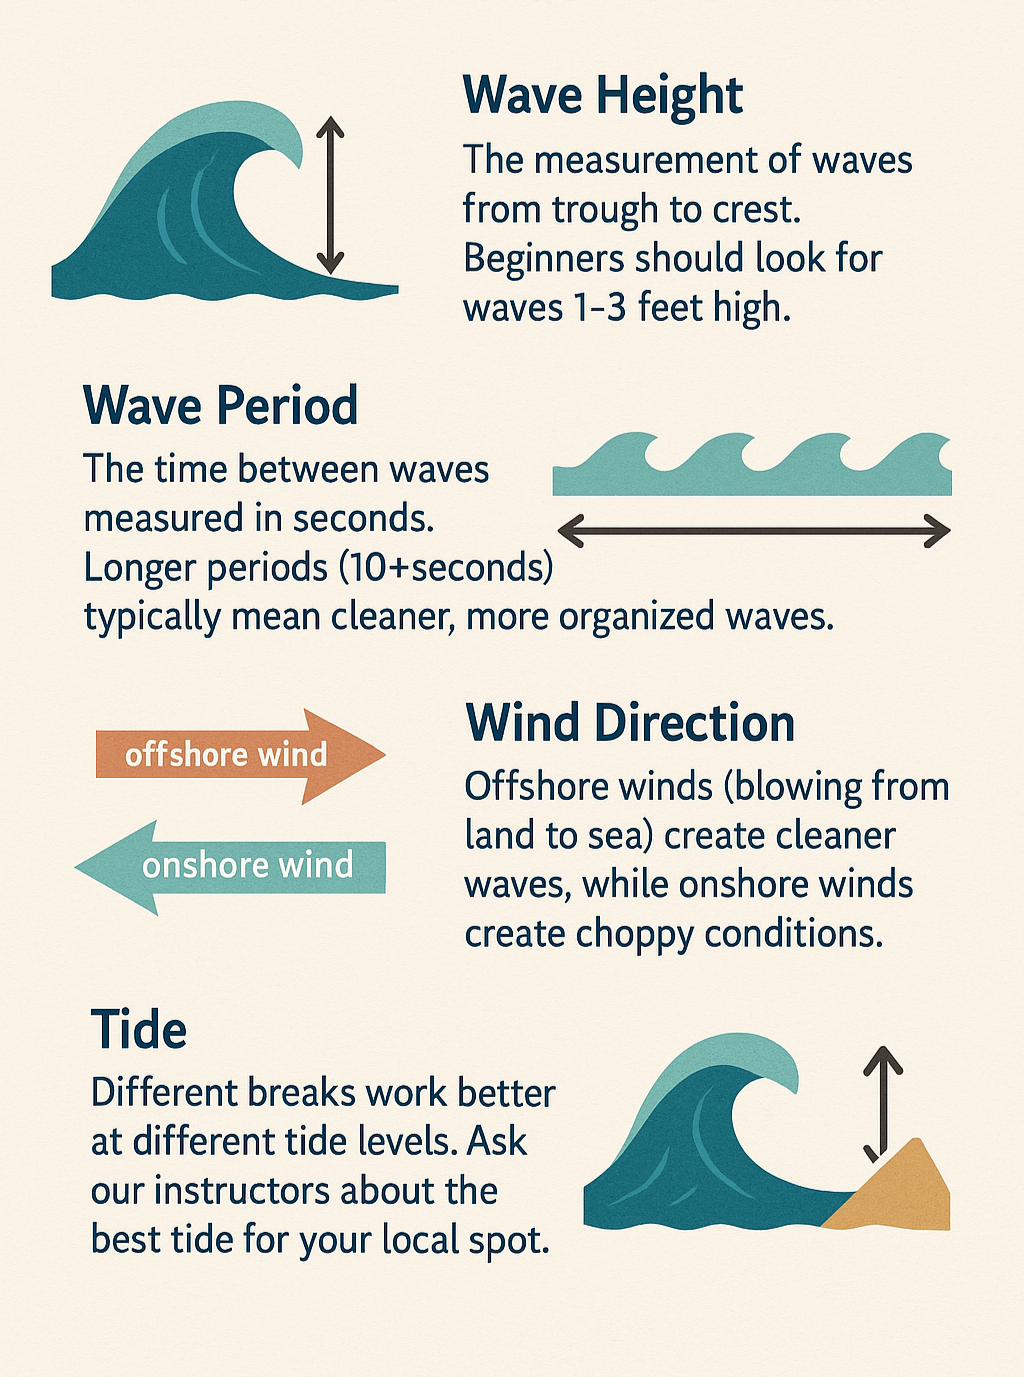 Wave Height
The measurement of waves
from trough to crest.
Beginners should look for
waves 1–3 feet high.
Wave Period
The time between waves
measured in seconds.
Longer periods (10+seconds)
typically mean cleaner, more organized waves.
offshore wind
onshore wind
Wind Direction
Offshore winds (blowing from
land to sea) create cleaner
waves, while onshore winds
create choppy conditions.
Tide
Different breaks work better
at different tide levels. Ask
our instructors about the
best tide for your local spot.